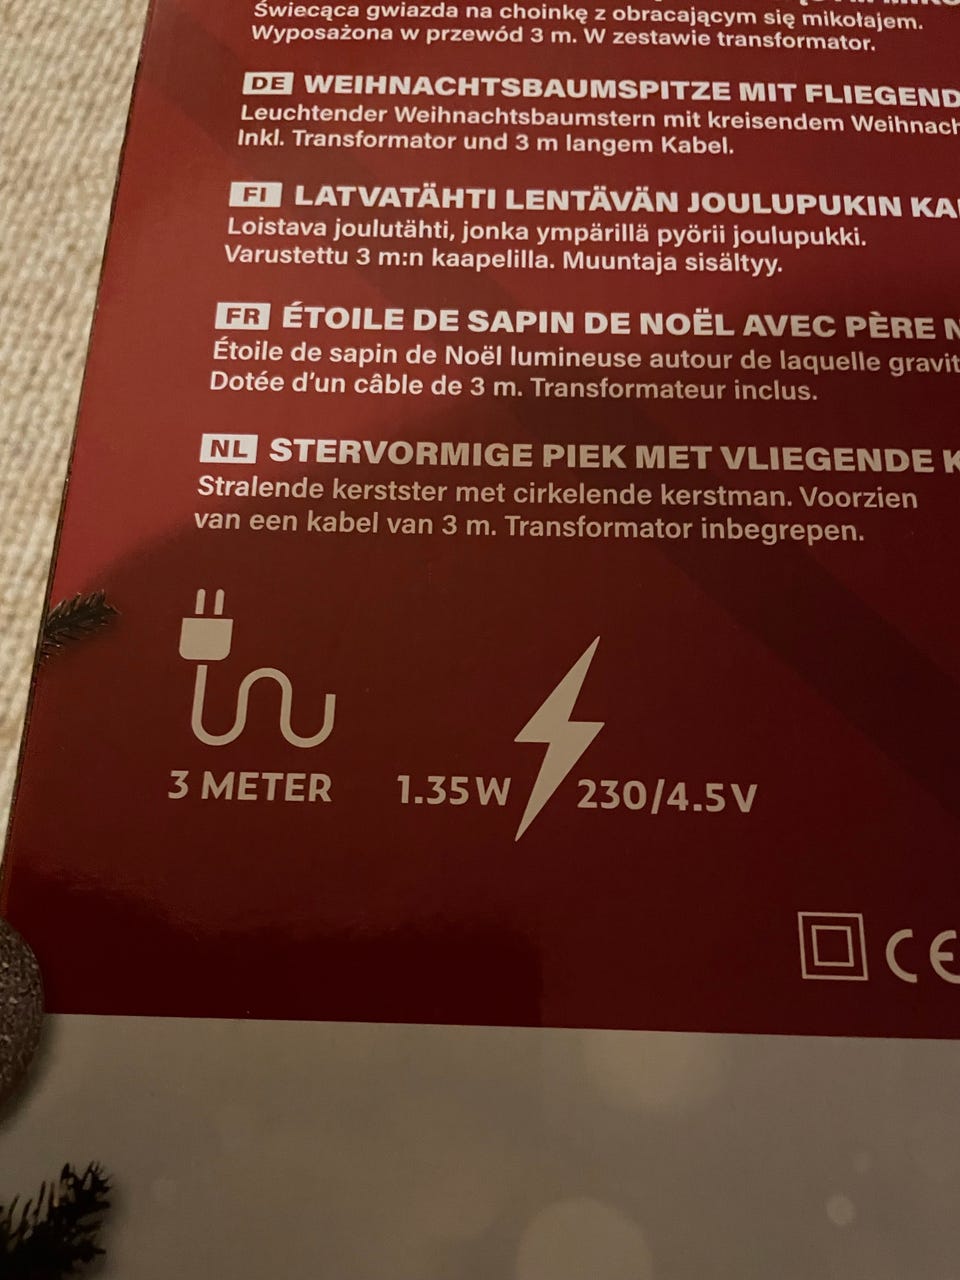 Świecąca gwiazda na choinkę z obracającym się mikołajem.
Wyposażona w przewód 3 m. W zestawie transformator.
DE WEIHNACHTSBAUMSPITZE MIT FLIEGEND
Leuchtender Weihnachtsbaumstern mit kreisendem Weihnach
Inkl. Transformator und 3 m langem Kabel.
FI LATVATÄHTI LENTÄVÄN JOULUPUKIN KA
Loistava joulutähti, jonka ympärillä pyörii joulupukki.
Varustettu 3 m:n kaapelilla. Muuntaja sisältyy.
FR ÉTOILE DE SAPIN DE NOËL AVEC PÈRE N
Étoile de sapin de Noël lumineuse autour de laquelle gravit
Dotée d'un câble de 3 m. Transformateur inclus.
NL STERVORMIGE PIEK MET VLIEGENDE K
Stralende kerstster met cirkelende kerstman. Voorzien
van een kabel van 3 m. Transformator inbegrepen.
3 METER 1.35W 230/4.5V
CE